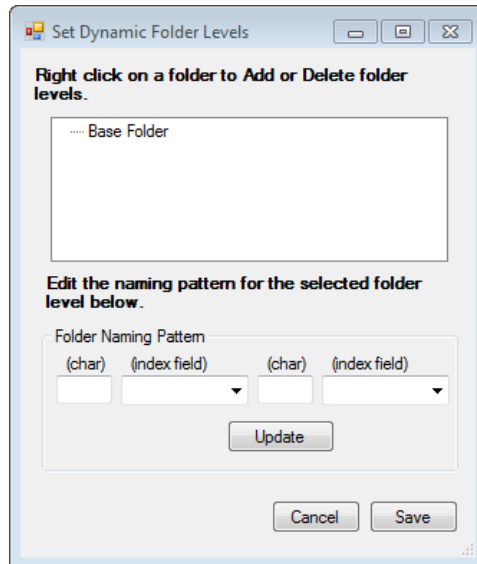 Set Dynamic Folder Levels
Right click on a folder to Add or Delete folder
levels.
Base Folder
Edit the naming pattern for the selected folder
level below.
Folder Naming Pattern
(char) (index field) (char) (index field)
Update
Cancel Save